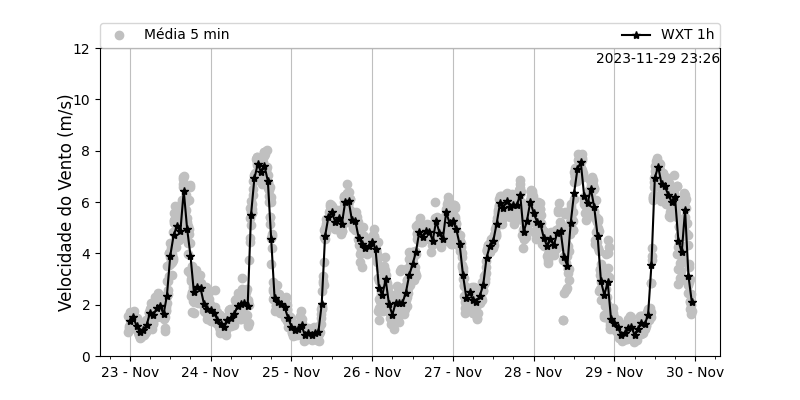 Média 5 min
WXT 1h
2023-11-29 23:26
Velocidade do Vento (m/s)
12
10
8
6
4
2
0
23 - Nov
24 - Nov
25 - Nov
26 - Nov
27 - Nov
28 - Nov
29 - Nov
30 - Nov